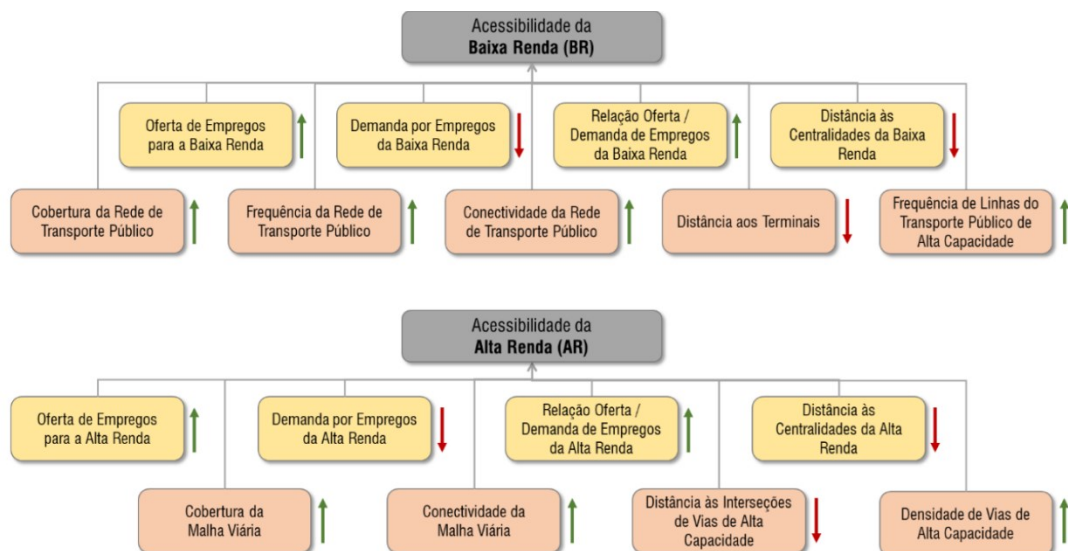 Acessibilidade da
Baixa Renda (BR)
Oferta de Empregos
para a Baixa Renda
Demanda por Empregos
da Baixa Renda
Relação Oferta /
Demanda de Empregos
da Baixa Renda
Distância às
Centralidades da Baixa
Renda
Cobertura da Rede de
Transporte Público
Frequência da Rede de
Transporte Público
Conectividade da Rede
de Transporte Público
Distância aos Terminais
Frequência de Linhas do
Transporte Público de
Alta Capacidade
Acessibilidade da
Alta Renda (AR)
Oferta de Empregos
para a Alta Renda
Demanda por Empregos
da Alta Renda
Relação Oferta /
Demanda de Empregos
da Alta Renda
Distância às
Centralidades da Alta
Renda
Cobertura da
Malha Viária
Conectividade da
Malha Viária
Distância às Interseções
de Vias de Alta
Capacidade
Densidade de Vias de
Alta Capacidade